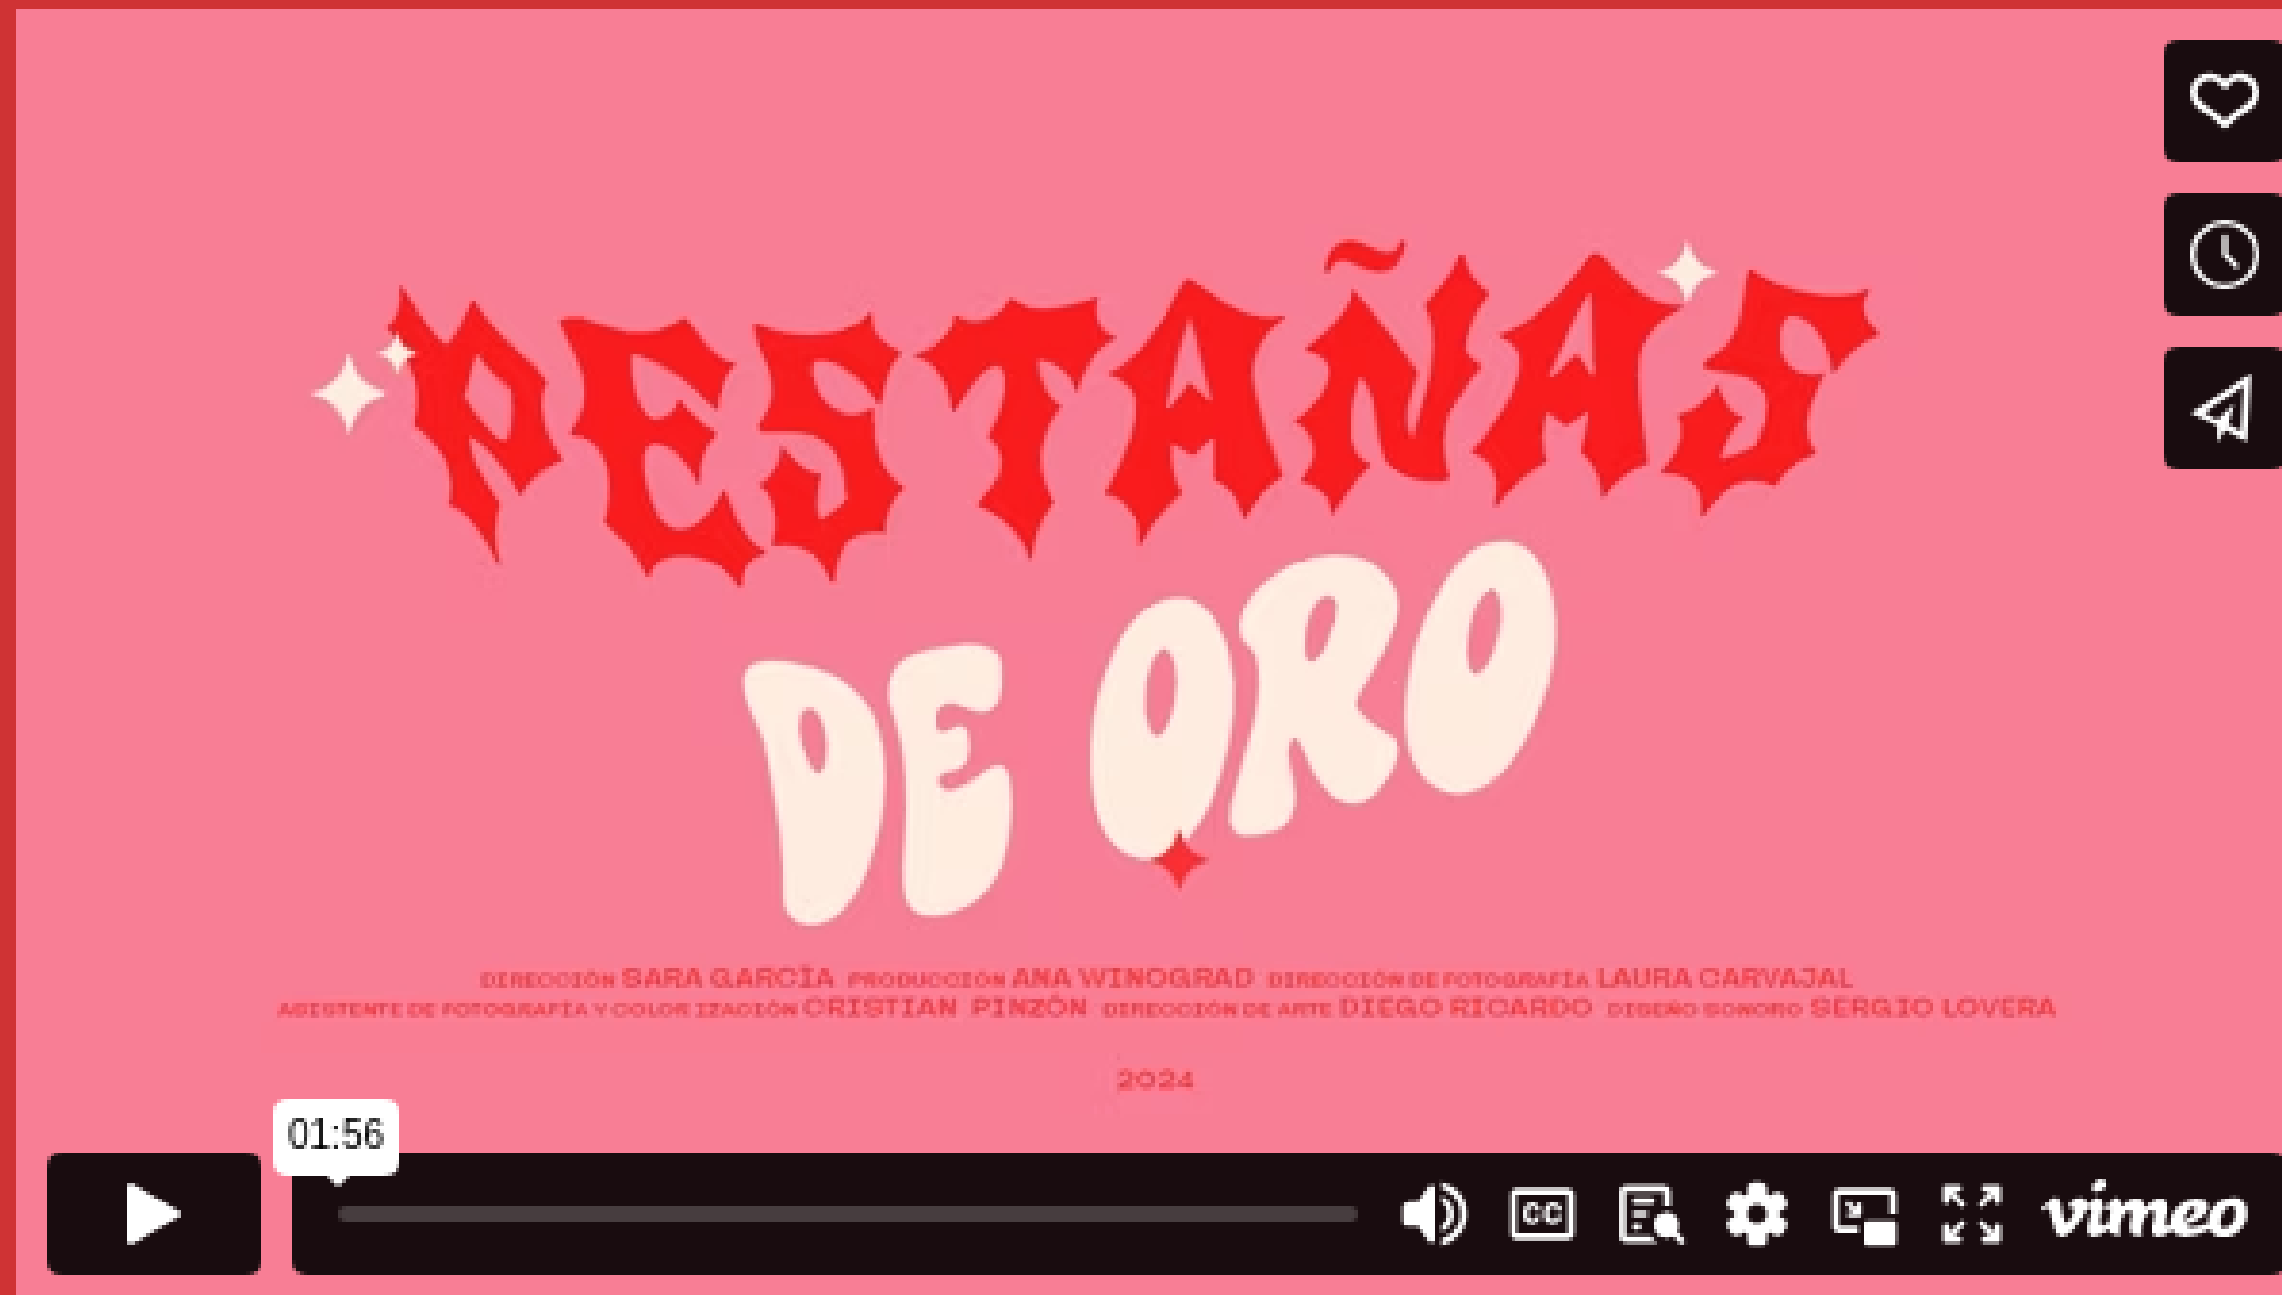 PESTAÑAS
DE ORO
DIRECCIÓN SARA GARCÍA PRODUCCIÓN ANA WINOGRAD DIRECCIÓN DE FOTOGRAFÍA LAURA CARVAJAL
ASISTENTE DE FOTOGRAFÍA Y COLORIZACIÓN CRISTIAN PINZÓN DIRECCIÓN DE ARTE DIEGO RICARDO DISEÑO SONORO SERGIO LOVERA
2024
01:56
CC
vimeo